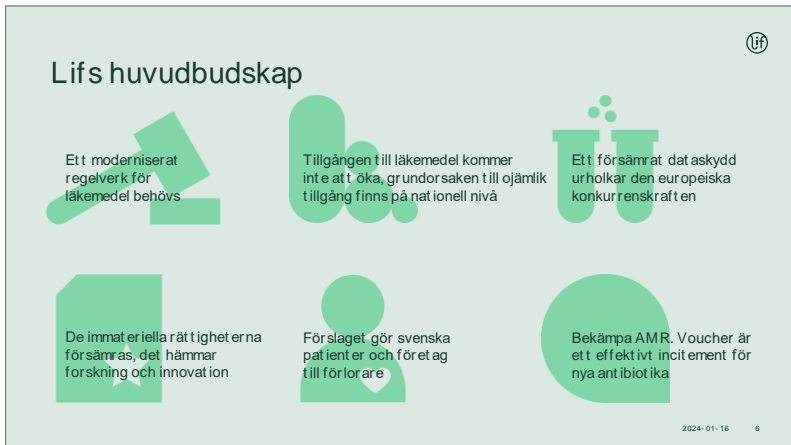 lif
Lifs huvudbudskap
Ett moderniserat
regelverk för
läkemedel behövs
Tillgången till läkemedel kommer
inte att öka, grundorsaken till ojämlik
tillgång finns på nationell nivå
Ett försämrat dataskydd
urholkar den europeiska
konkurrenskraften
De immateriella rättigheterna
försämras, det hämmar
forskning och innovation
Förslaget gör svenska
patienter och företag
till förlorare
Bekämpa AMR. Voucher är
ett effektivt incitement för
nya antibiotika
2024-01-16 6